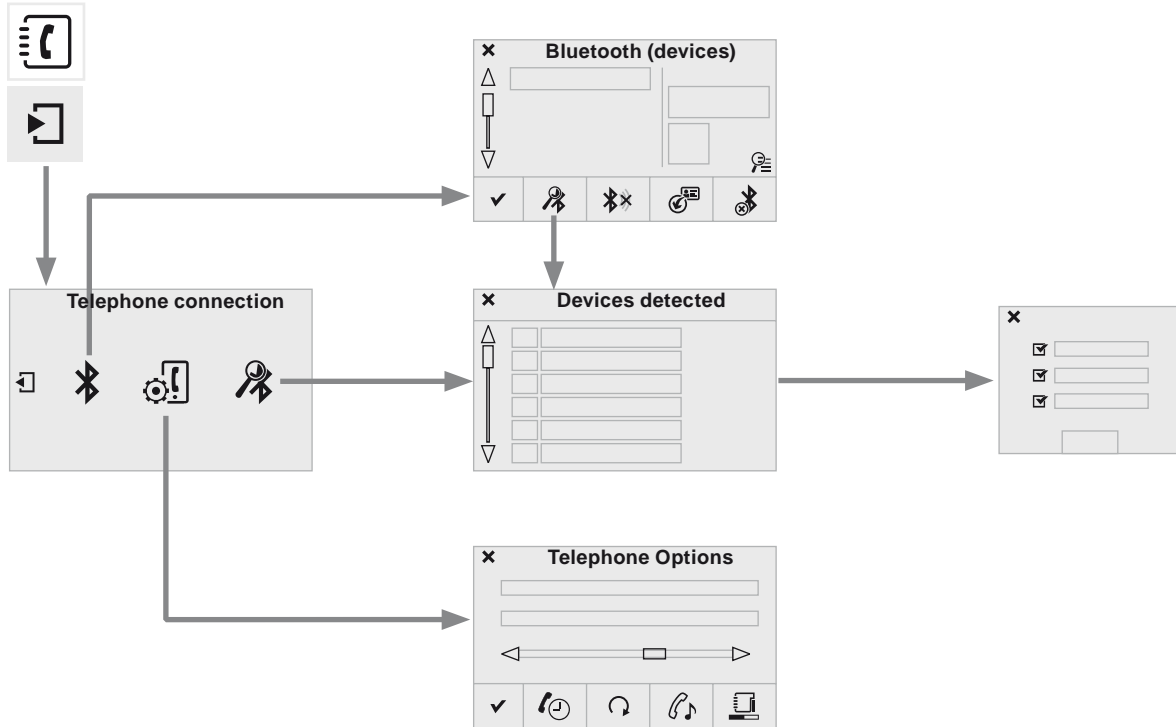 Bluetooth (devices)
Telephone connection
Devices detected
Telephone Options